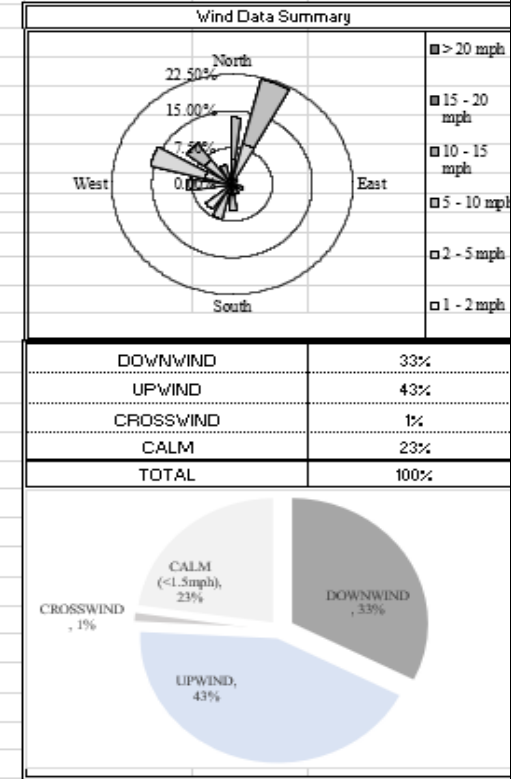 Wind Data Summary
North
22.50%
15.00%
7.50%
0.00%
West
East
South
> 20 mph
15 - 20
mph
10 - 15
mph
5 - 10 mph
2 - 5 mph
1 - 2 mph
DOWNWIND 33%
UPWIND 43%
CROSSWIND 1%
CALM 23%
TOTAL 100%
CALM
(<1.5mph),
23%
CROSSWIND
, 1%
DOWNWIND
, 33%
UPWIND,
43%